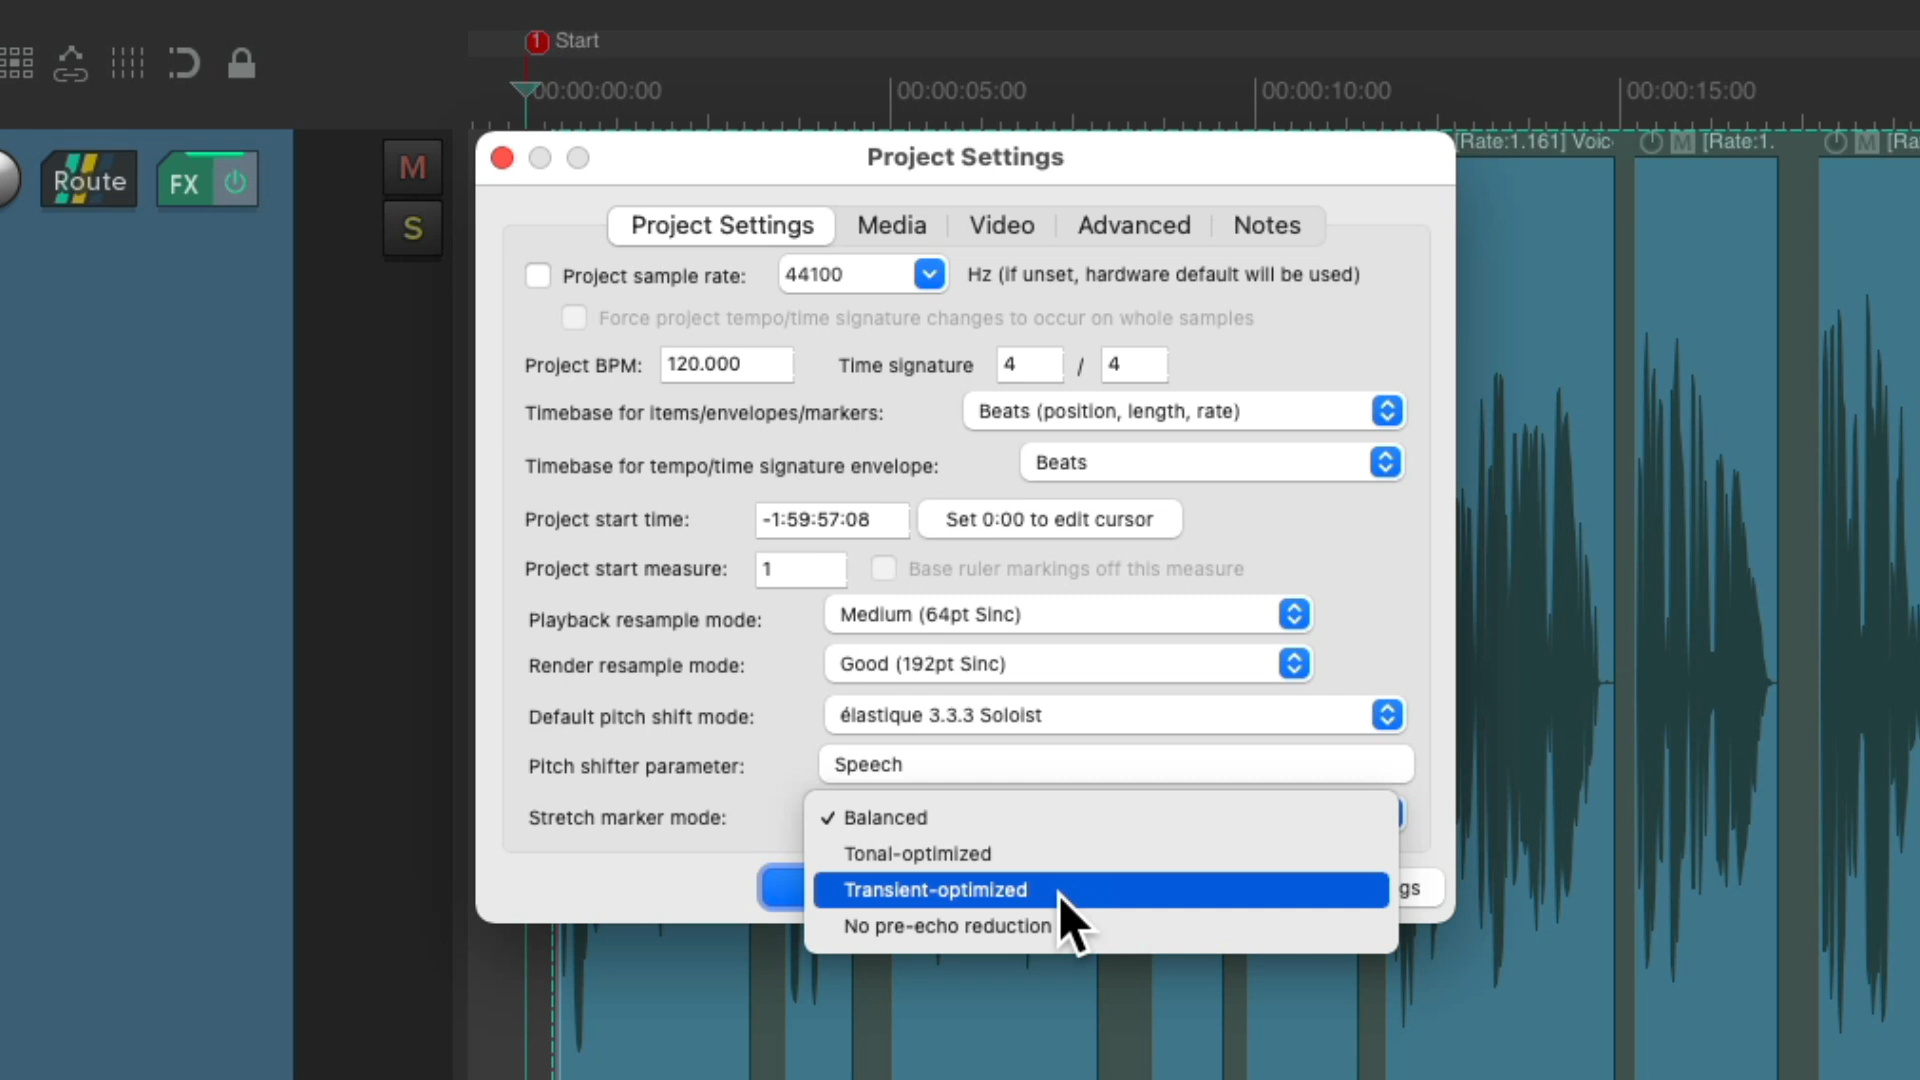 1 Start
00:00:00:00 00:00:05:00 00:00:10:00 00:00:15:00
[Rate:1.161] Voic M [Rate:1. M [Ra
Route FX M
S
Project Settings
Project Settings Media Video Advanced Notes
Project sample rate: 44100 Hz (if unset, hardware default will be used)
Force project tempo/time signature changes to occur on whole samples
Project BPM: 120.000 Time signature 4 / 4
Timebase for items/envelopes/markers: Beats (position, length, rate)
Timebase for tempo/time signature envelope: Beats
Project start time: -1:59:57:08 Set 0:00 to edit cursor
Project start measure: 1 Base ruler markings off this measure
Playback resample mode: Medium (64pt Sinc)
Render resample mode: Good (192pt Sinc)
Default pitch shift mode: élastique 3.3.3 Soloist
Pitch shifter parameter: Speech
Stretch marker mode: ✓ Balanced
Tonal-optimized
Transient-optimized gs
No pre-echo reduction